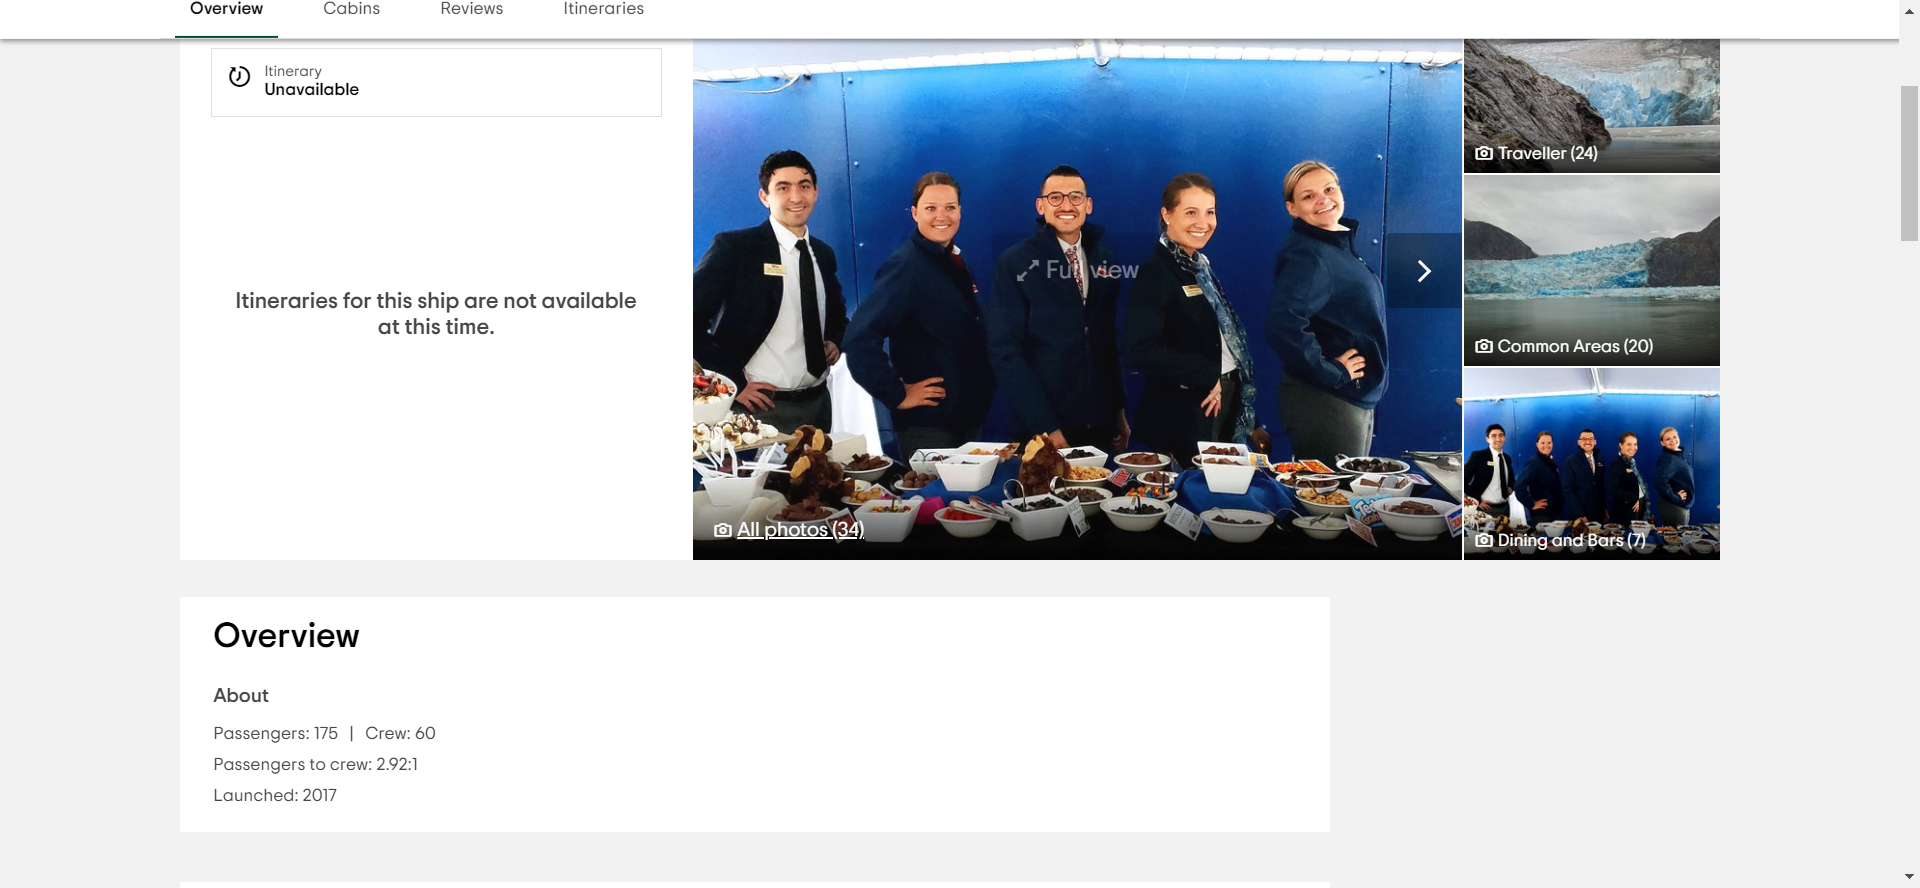 Overview
Cabins
Reviews
Itineraries
Itinerary
Unavailable
Itineraries for this ship are not available
at this time.
Full view
All photos (34)
Traveller (24)
Common Areas (20)
Dining and Bars (7)
Overview
About
Passengers: 175 | Crew: 60
Passengers to crew: 2.92:1
Launched: 2017